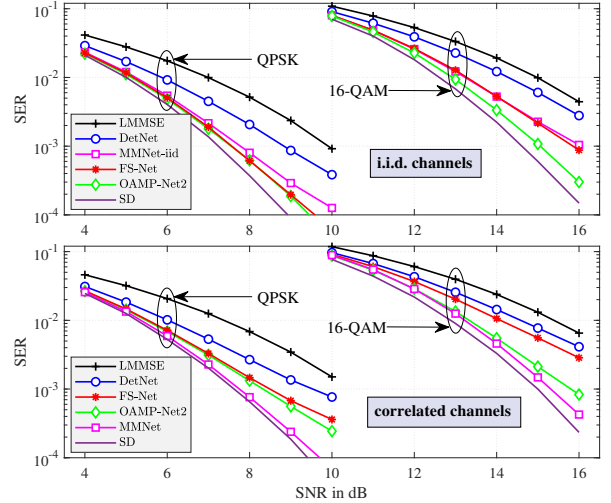 10^-1
10^-2
10^-3
10^-4
SER
QPSK
16-QAM
LMMSE
DetNet
MMNet-iid
FS-Net
OAMP-Net2
SD
i.i.d. channels
4 6 8 10 12 14 16
10^-1
10^-2
10^-3
10^-4
SER
QPSK
16-QAM
LMMSE
DetNet
FS-Net
OAMP-Net2
MMNet
SD
correlated channels
4 6 8 10 12 14 16
SNR in dB